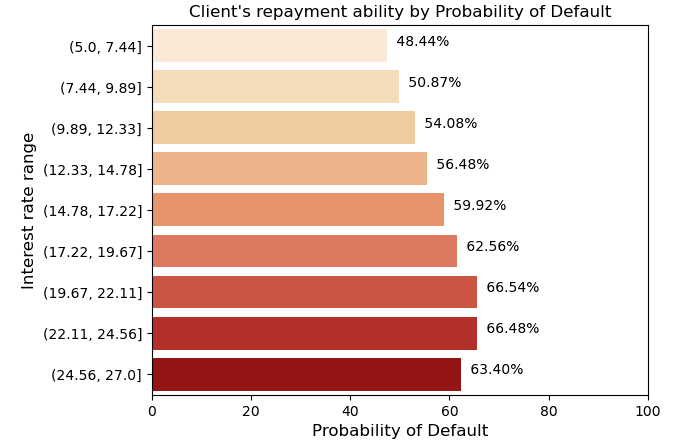 Client's repayment ability by Probability of Default
Interest rate range
(5.0, 7.44] 48.44%
(7.44, 9.89] 50.87%
(9.89, 12.33] 54.08%
(12.33, 14.78] 56.48%
(14.78, 17.22] 59.92%
(17.22, 19.67] 62.56%
(19.67, 22.11] 66.54%
(22.11, 24.56] 66.48%
(24.56, 27.0] 63.40%
0 20 40 60 80 100
Probability of Default